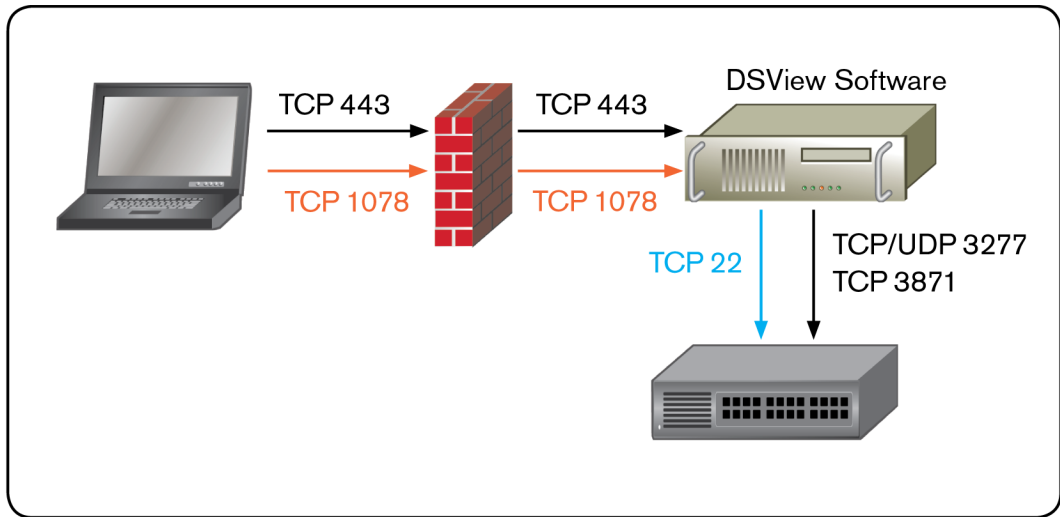 DSView Software
TCP 443
TCP 443
TCP 1078
TCP 1078
TCP 22
TCP/UDP 3277
TCP 3871